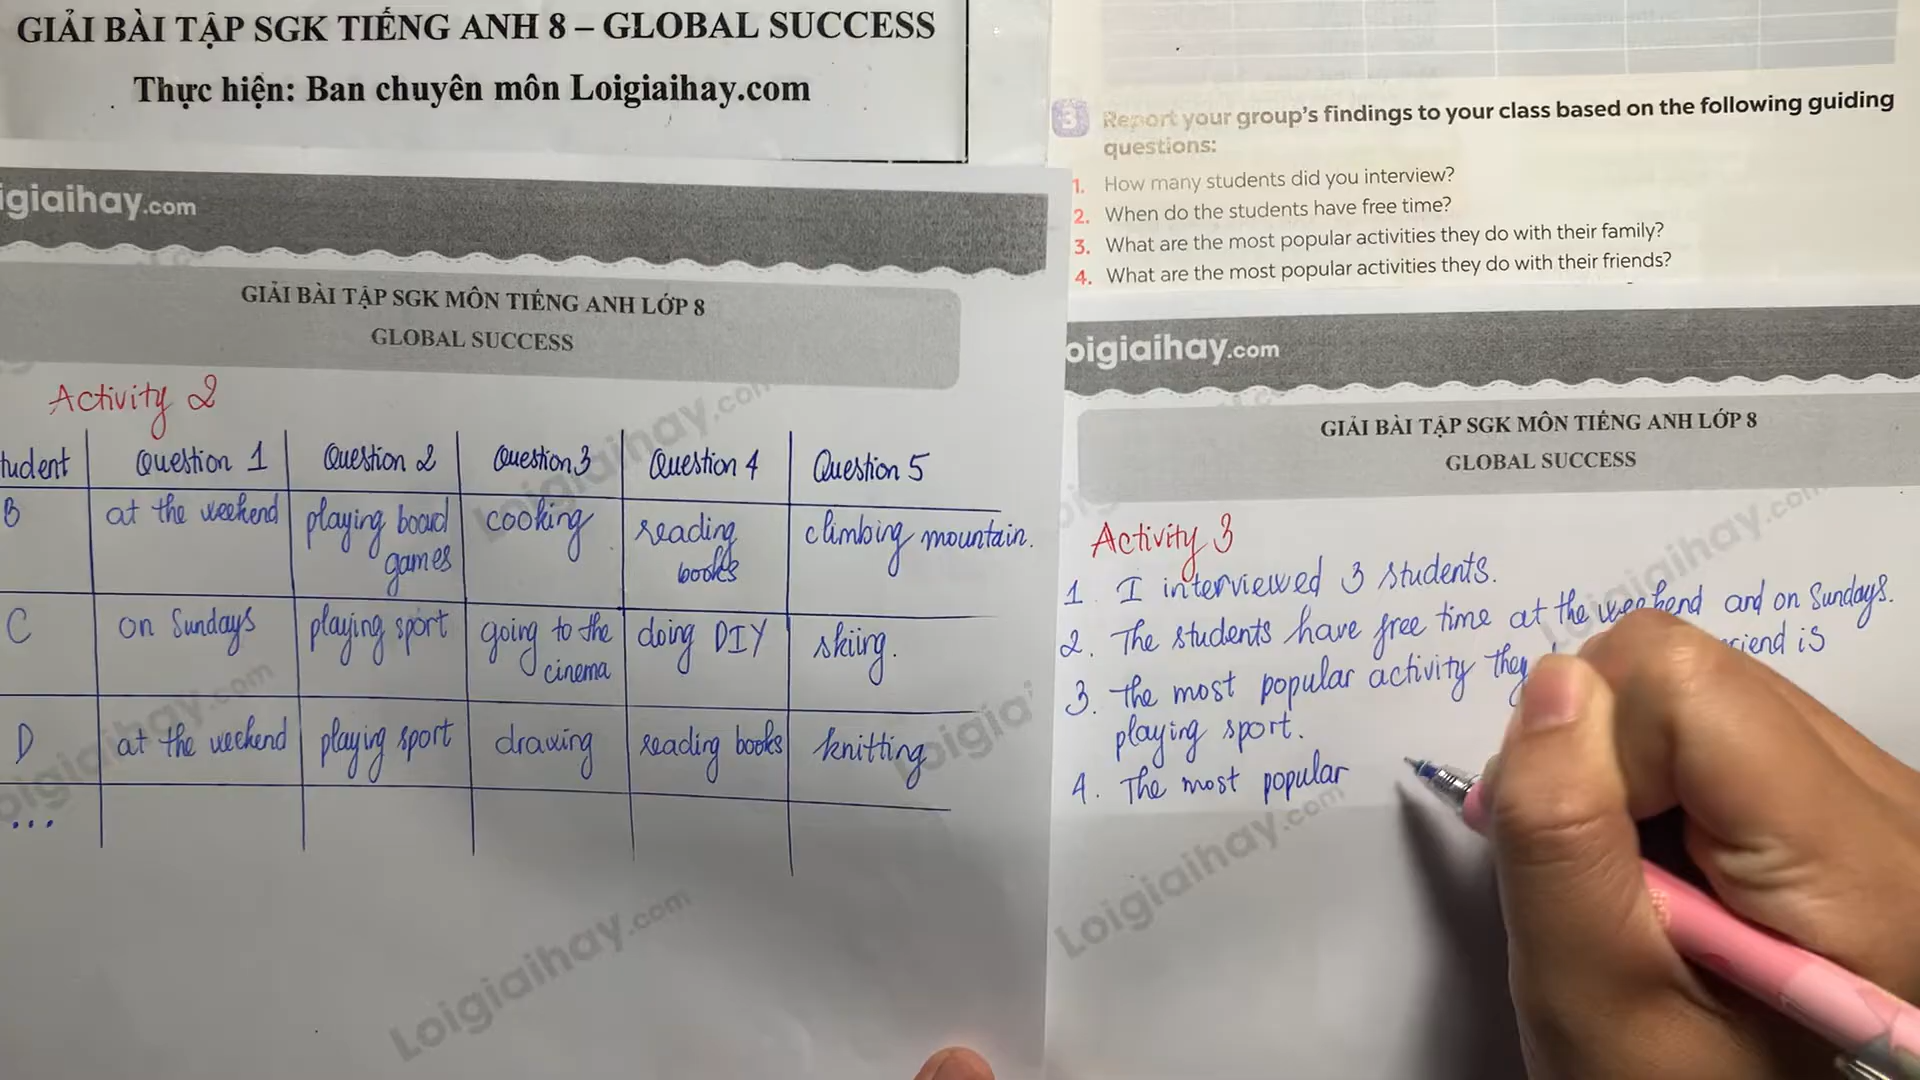 GIẢI BÀI TẬP SGK TIẾNG ANH 8 – GLOBAL SUCCESS
Thực hiện: Ban chuyên môn Loigiaihay.com
igiaihay.com
GIẢI BÀI TẬP SGK MÔN TIẾNG ANH LỚP 8
GLOBAL SUCCESS
Activity 2
tudent Question 1 Question 2 Question 3 Question 4 Question 5
B at the weekend playing board games cooking reading books climbing mountain.
C on Sundays playing sport going to the cinema doing DIY skiing.
D at the weekend playing sport drawing reading books knitting
...
Loigiaihay.com
3 Report your group's findings to your class based on the following guiding
questions:
1. How many students did you interview?
2. When do the students have free time?
3. What are the most popular activities they do with their family?
4. What are the most popular activities they do with their friends?
oigiaihay.com
GIẢI BÀI TẬP SGK MÔN TIẾNG ANH LỚP 8
GLOBAL SUCCESS
Activity 3
1. I interviewed 3 students.
2. The students have free time at the weekend and on Sundays.
3. The most popular activity they riend is
playing sport.
4. The most popular
Loigiaihay.com